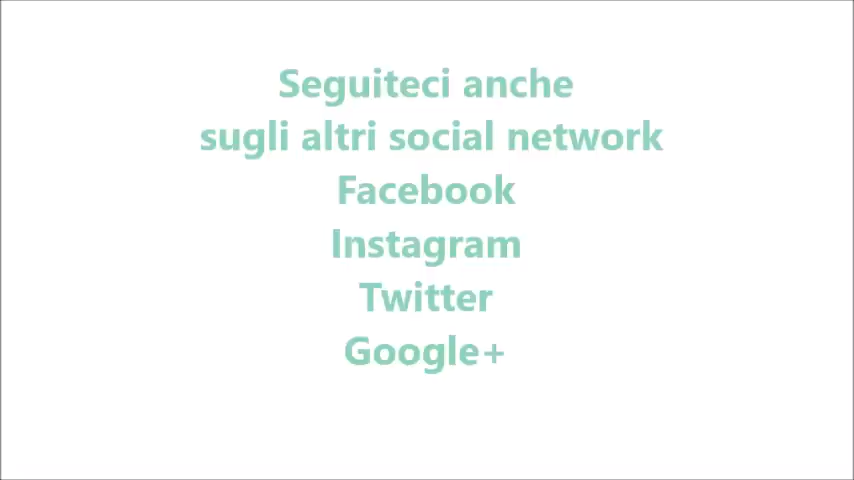 Seguiteci anche
sugli altri social network
Facebook
Instagram
Twitter
Google+